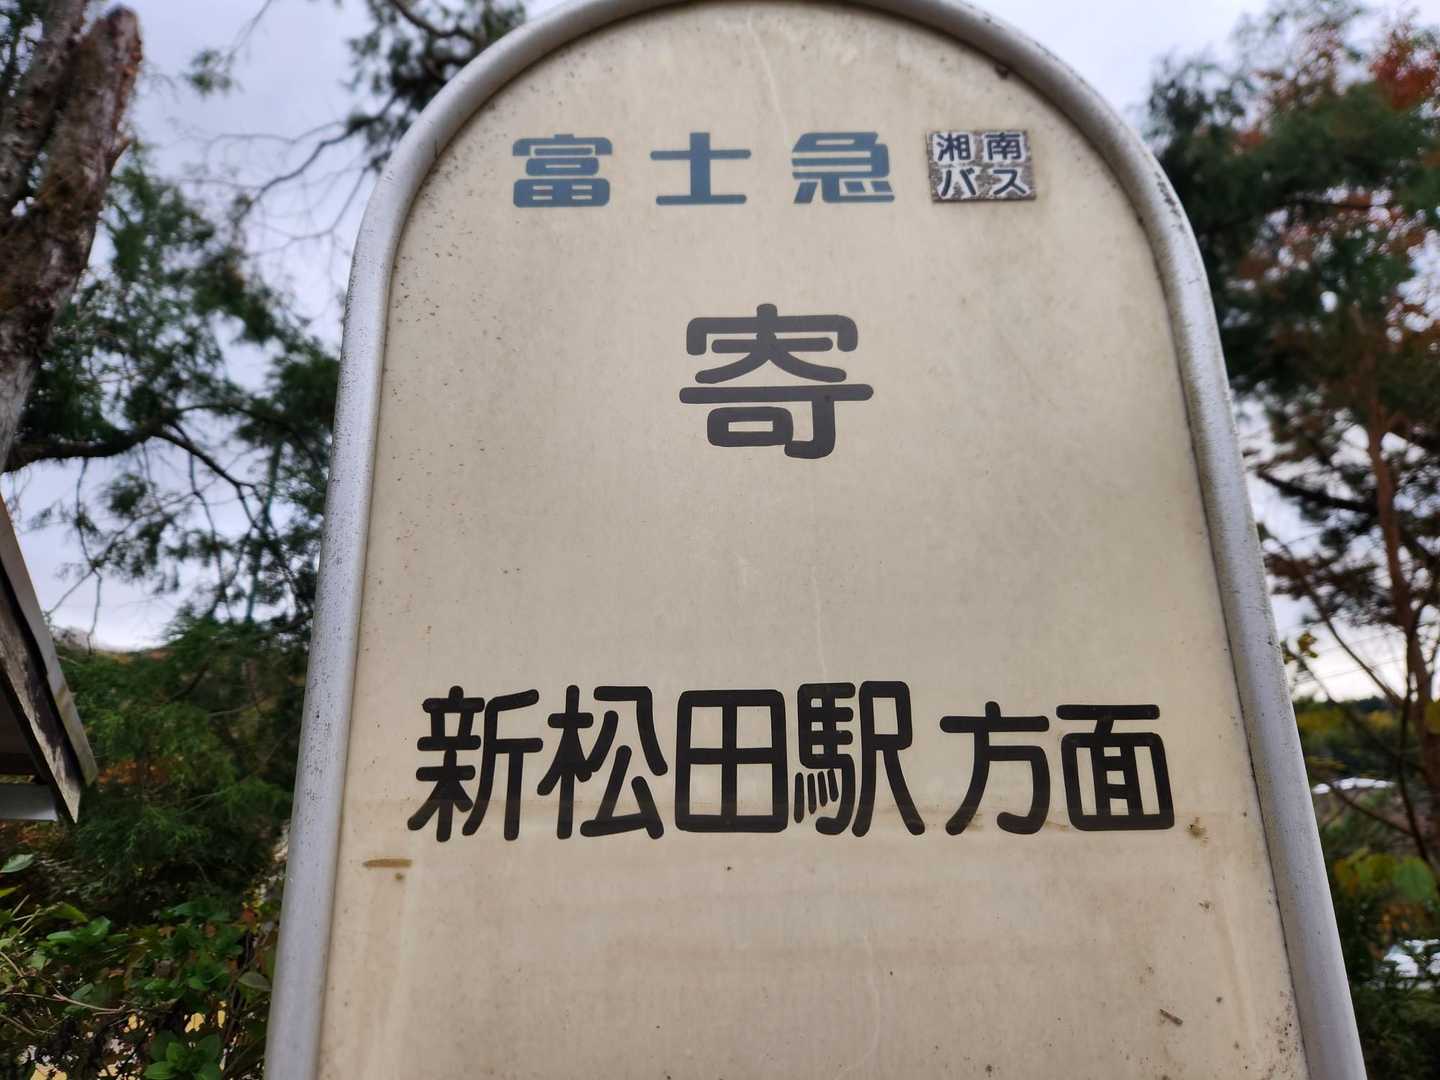 富士急 湘南
バス
寄
新松田駅方面